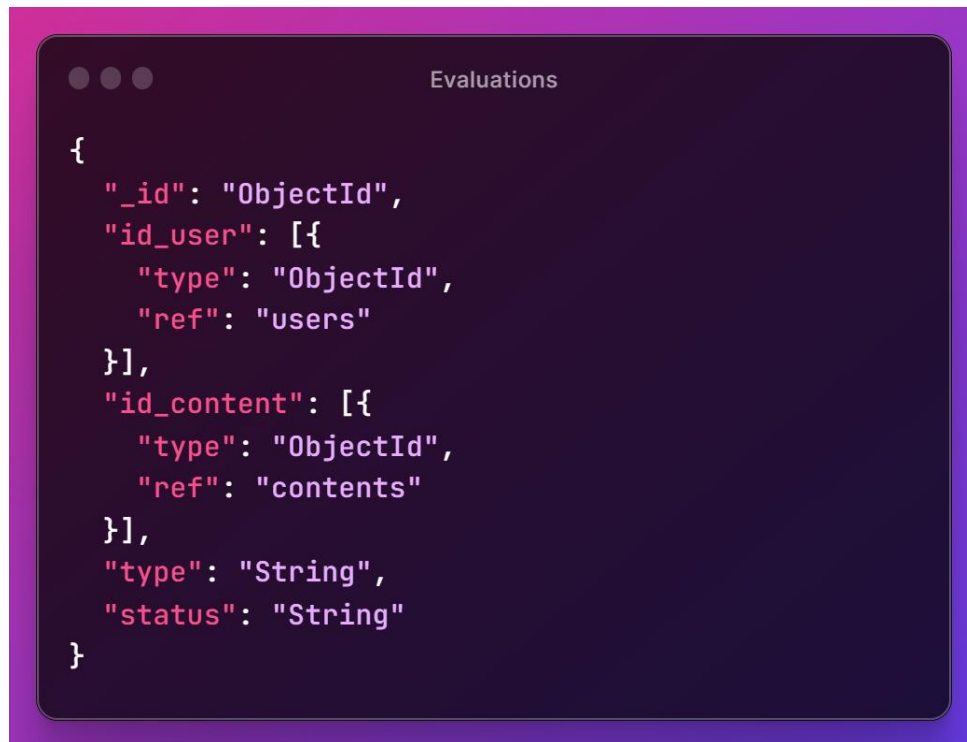 Evaluations
{
  "_id": "ObjectId",
  "id_user": [{
    "type": "ObjectId",
    "ref": "users"
  }],
  "id_content": [{
    "type": "ObjectId",
    "ref": "contents"
  }],
  "type": "String",
  "status": "String"
}